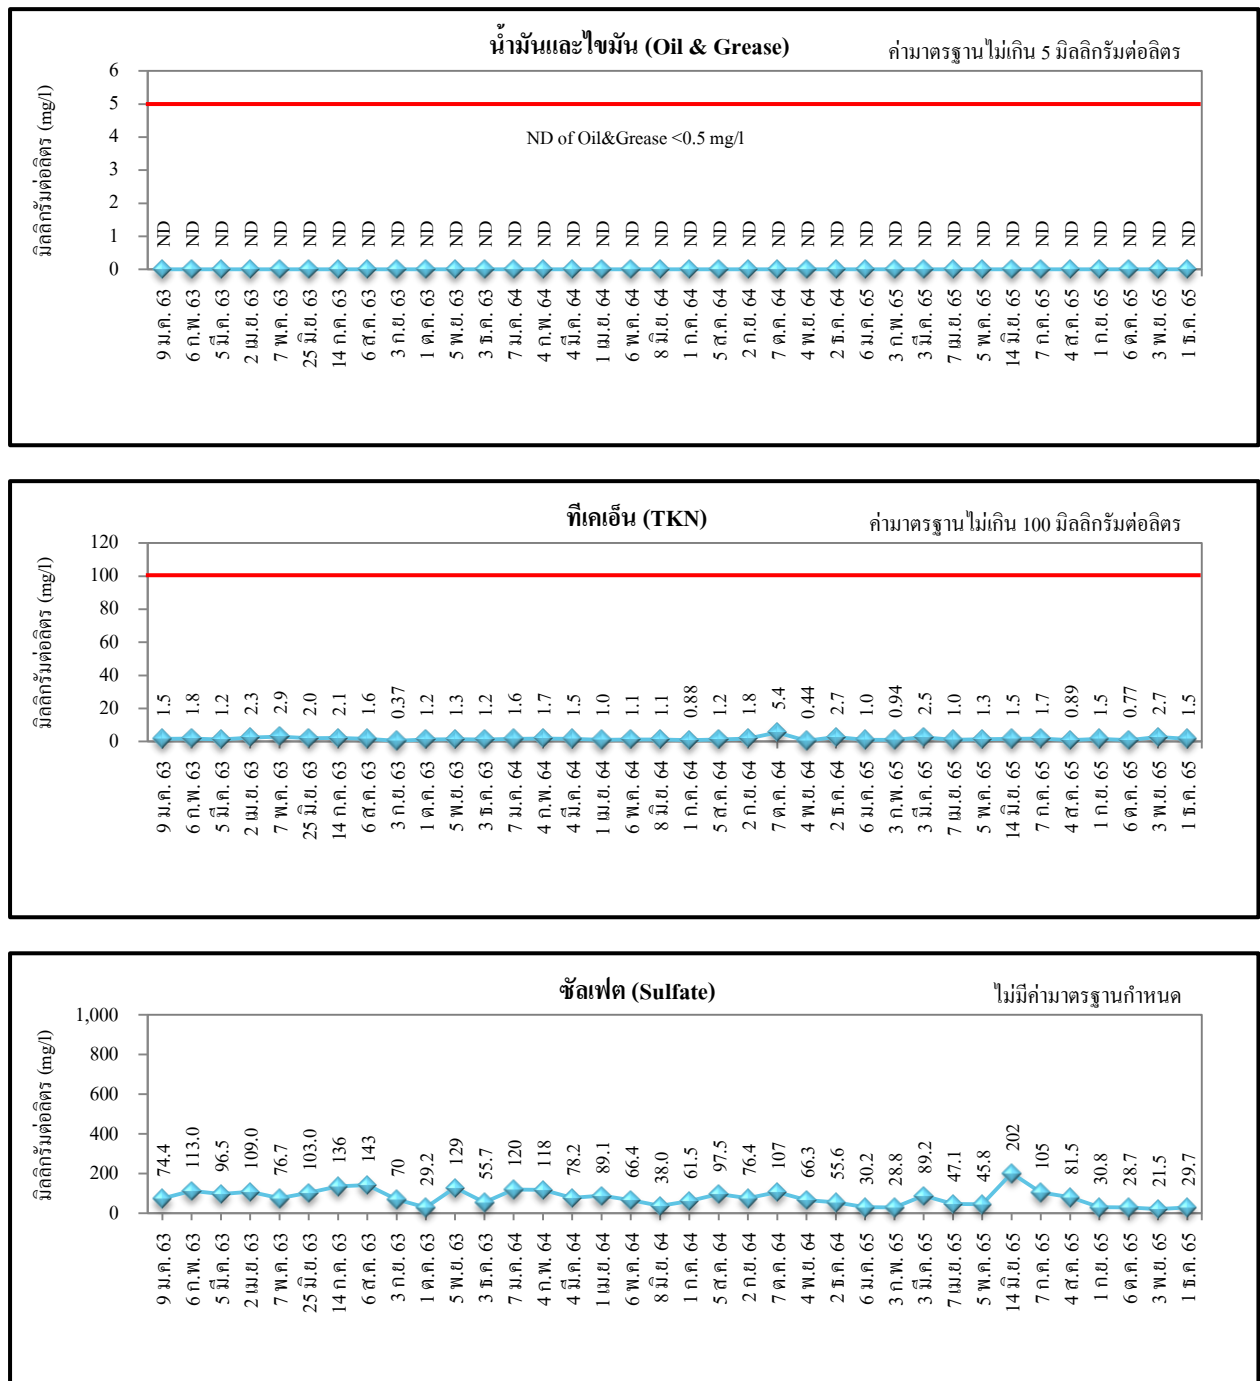 น้ำมันและไขมัน (Oil & Grease)
ค่ามาตรฐานไม่เกิน 5 มิลลิกรัมต่อลิตร
มิลลิกรัมต่อลิตร (mg/l)
6
5
4
3
2
1
0
ND of Oil&Grease <0.5 mg/l
ND ND ND ND ND ND ND ND ND ND ND ND ND ND ND ND ND ND ND ND ND ND ND ND ND ND ND ND ND ND ND ND ND ND ND ND
9 ม.ค. 63 6 ก.พ. 63 5 มี.ค. 63 2 เม.ย. 63 7 พ.ค. 63 25 มิ.ย. 63 14 ก.ค. 63 6 ส.ค. 63 3 ก.ย. 63 1 ต.ค. 63 5 พ.ย. 63 3 ธ.ค. 63 7 ม.ค. 64 4 ก.พ. 64 4 มี.ค. 64 1 เม.ย. 64 6 พ.ค. 64 8 มิ.ย. 64 1 ก.ค. 64 5 ส.ค. 64 2 ก.ย. 64 7 ต.ค. 64 4 พ.ย. 64 2 ธ.ค. 64 6 ม.ค. 65 3 ก.พ. 65 3 มี.ค. 65 7 เม.ย. 65 5 พ.ค. 65 14 มิ.ย. 65 7 ก.ค. 65 4 ส.ค. 65 1 ก.ย. 65 6 ต.ค. 65 3 พ.ย. 65 1 ธ.ค. 65
ทีเคเอ็น (TKN)
ค่ามาตรฐานไม่เกิน 100 มิลลิกรัมต่อลิตร
มิลลิกรัมต่อลิตร (mg/l)
120
100
80
60
40
20
0
1.5 1.8 1.2 2.3 2.9 2.0 2.1 1.6 0.37 1.2 1.3 1.2 1.6 1.7 1.5 1.0 1.1 1.1 0.88 1.2 1.8 5.4 0.44 2.7 1.0 0.94 2.5 1.0 1.3 1.5 1.7 0.89 1.5 0.77 2.7 1.5
9 ม.ค. 63 6 ก.พ. 63 5 มี.ค. 63 2 เม.ย. 63 7 พ.ค. 63 25 มิ.ย. 63 14 ก.ค. 63 6 ส.ค. 63 3 ก.ย. 63 1 ต.ค. 63 5 พ.ย. 63 3 ธ.ค. 63 7 ม.ค. 64 4 ก.พ. 64 4 มี.ค. 64 1 เม.ย. 64 6 พ.ค. 64 8 มิ.ย. 64 1 ก.ค. 64 5 ส.ค. 64 2 ก.ย. 64 7 ต.ค. 64 4 พ.ย. 64 2 ธ.ค. 64 6 ม.ค. 65 3 ก.พ. 65 3 มี.ค. 65 7 เม.ย. 65 5 พ.ค. 65 14 มิ.ย. 65 7 ก.ค. 65 4 ส.ค. 65 1 ก.ย. 65 6 ต.ค. 65 3 พ.ย. 65 1 ธ.ค. 65
ซัลเฟต (Sulfate)
ไม่มีค่ามาตรฐานกำหนด
มิลลิกรัมต่อลิตร (mg/l)
1,000
800
600
400
200
0
74.4 113.0 96.5 109.0 76.7 103.0 136 143 70 29.2 129 55.7 120 118 78.2 89.1 66.4 38.0 61.5 97.5 76.4 107 66.3 55.6 30.2 28.8 89.2 47.1 45.8 202 105 81.5 30.8 28.7 21.5 29.7
9 ม.ค. 63 6 ก.พ. 63 5 มี.ค. 63 2 เม.ย. 63 7 พ.ค. 63 25 มิ.ย. 63 14 ก.ค. 63 6 ส.ค. 63 3 ก.ย. 63 1 ต.ค. 63 5 พ.ย. 63 3 ธ.ค. 63 7 ม.ค. 64 4 ก.พ. 64 4 มี.ค. 64 1 เม.ย. 64 6 พ.ค. 64 8 มิ.ย. 64 1 ก.ค. 64 5 ส.ค. 64 2 ก.ย. 64 7 ต.ค. 64 4 พ.ย. 64 2 ธ.ค. 64 6 ม.ค. 65 3 ก.พ. 65 3 มี.ค. 65 7 เม.ย. 65 5 พ.ค. 65 14 มิ.ย. 65 7 ก.ค. 65 4 ส.ค. 65 1 ก.ย. 65 6 ต.ค. 65 3 พ.ย. 65 1 ธ.ค. 65